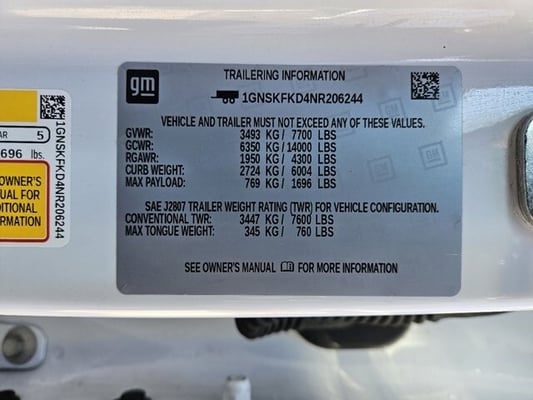 gm
TRAILERING INFORMATION
1GNSKFKD4NR206244
VEHICLE AND TRAILER MUST NOT EXCEED ANY OF THESE VALUES.
GVWR: 3493 KG / 7700 LBS
GCWR: 6350 KG / 14000 LBS
RGAWR: 1950 KG / 4300 LBS
CURB WEIGHT: 2724 KG / 6004 LBS
MAX PAYLOAD: 769 KG / 1696 LBS
SAE J2807 TRAILER WEIGHT RATING (TWR) FOR VEHICLE CONFIGURATION.
CONVENTIONAL TWR: 3447 KG / 7600 LBS
MAX TONGUE WEIGHT: 345 KG / 760 LBS
SEE OWNER'S MANUAL FOR MORE INFORMATION
AR 5
696 lbs.
OWNER'S
UAL FOR
DITIONAL
ORMATION
1GNSKFKD4NR206244